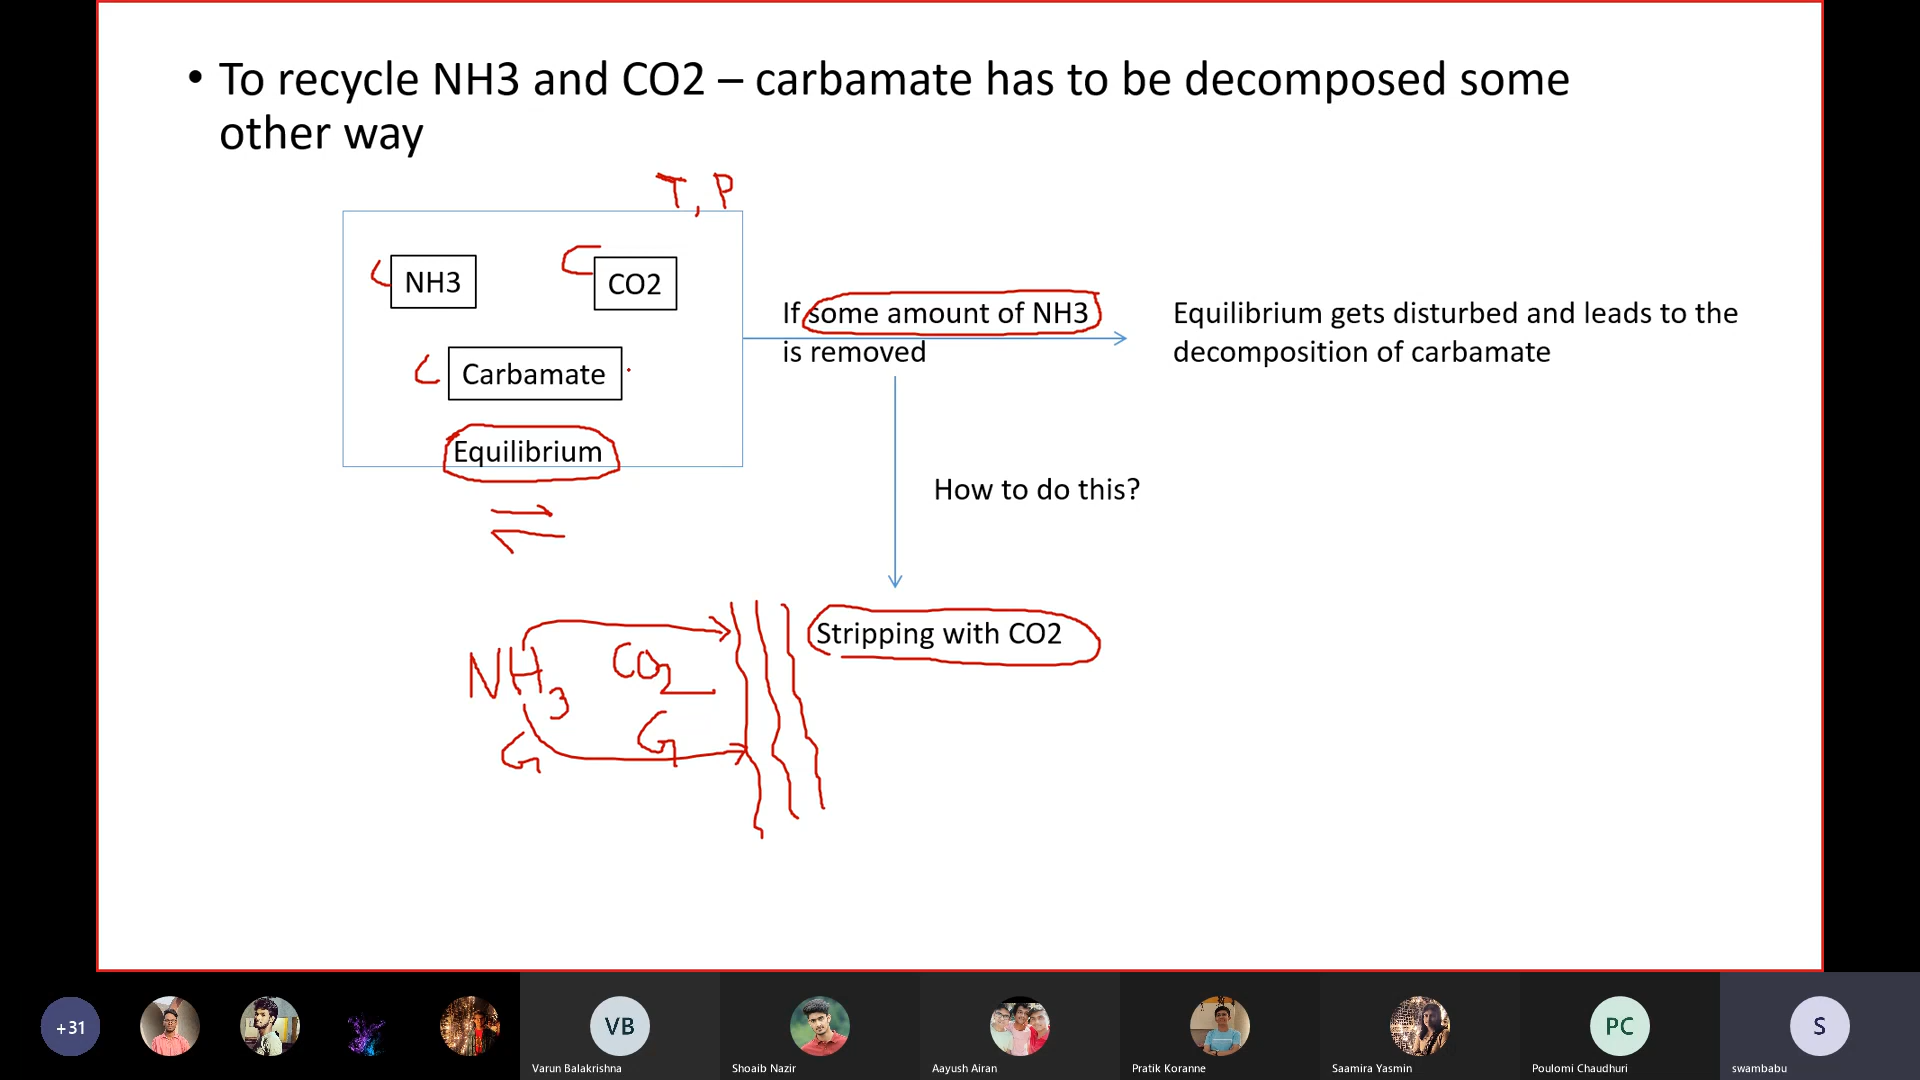 • To recycle NH3 and CO2 – carbamate has to be decomposed some
other way
T, P
NH3
CO2
Carbamate
Equilibrium
If some amount of NH3
is removed
Equilibrium gets disturbed and leads to the
decomposition of carbamate
How to do this?
Stripping with CO2
NH3
CO2
G
G
+31
VB
PC
S
Varun Balakrishna
Shoaib Nazir
Aayush Airan
Pratik Koranne
Saamira Yasmin
Poulomi Chaudhuri
swambabu